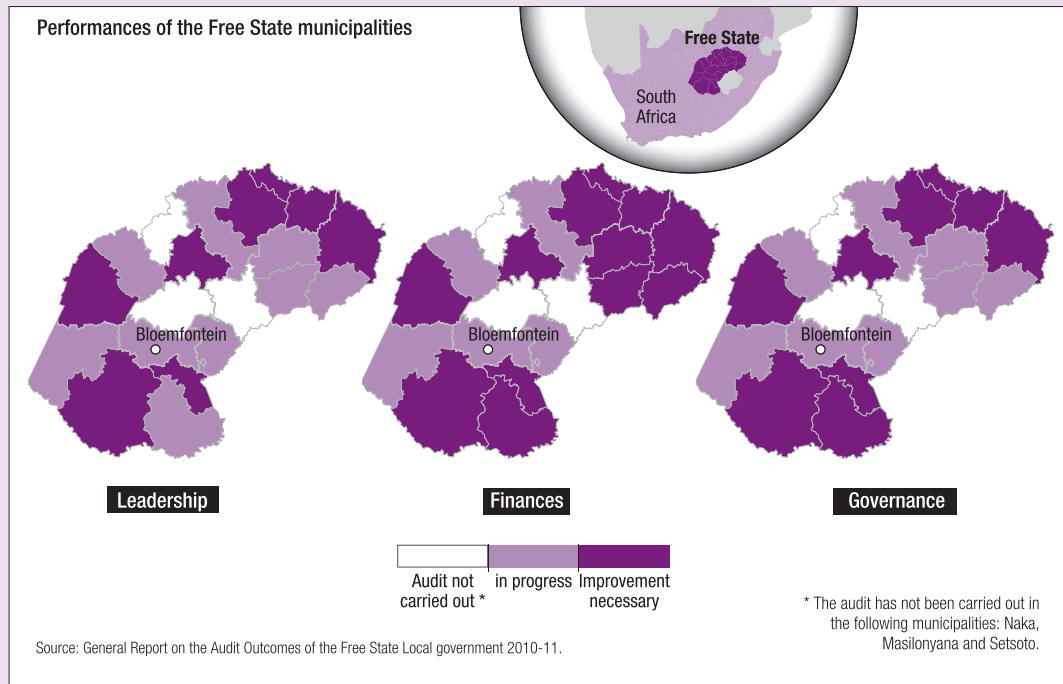 Performances of the Free State municipalities
Free State
South
Africa
Bloemfontein
Bloemfontein
Bloemfontein
Leadership
Finances
Governance
Audit not
carried out *
in progress
Improvement
necessary
* The audit has not been carried out in
the following municipalities: Naka,
Masilonyana and Setsoto.
Source: General Report on the Audit Outcomes of the Free State Local government 2010-11.